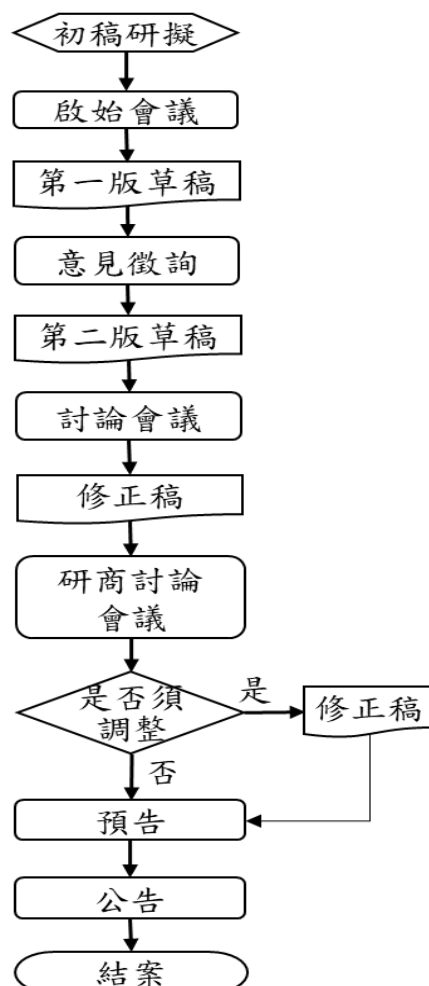 初稿研擬
啟始會議
第一版草稿
意見徵詢
第二版草稿
討論會議
修正稿
研商討論
會議
是否須
調整
是
修正稿
否
預告
公告
結案